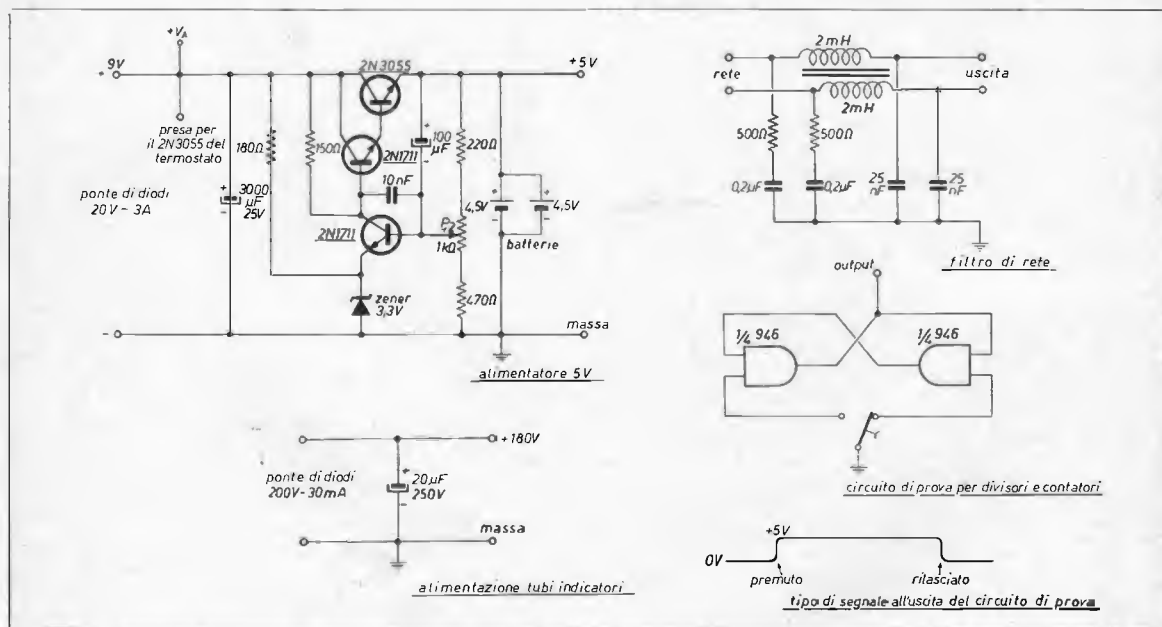 +VA
+ 9V
2N3055
+5V
presa per
il 2N3055 del
termostato
180Ω
150Ω
2N1711
100
µF
220Ω
10nF
ponte di diodi
20V - 3A
3000
µF
25V
2N1711
1kΩ
4,5V
4,5V
batterie
zener
3,3V
470Ω
massa
alimentatore 5V
2mH
rete
uscita
2mH
500Ω
500Ω
0,2µF
0,2µF
25
nF
25
nF
filtro di rete
output
1/4 946
1/4 946
circuito di prova per divisori e contatori
ponte di diodi
200V-30mA
+180V
20µF
250V
massa
alimentazione tubi indicatori
+5V
0V
premuto
rilasciato
tipo di segnale all'uscita del circuito di prova